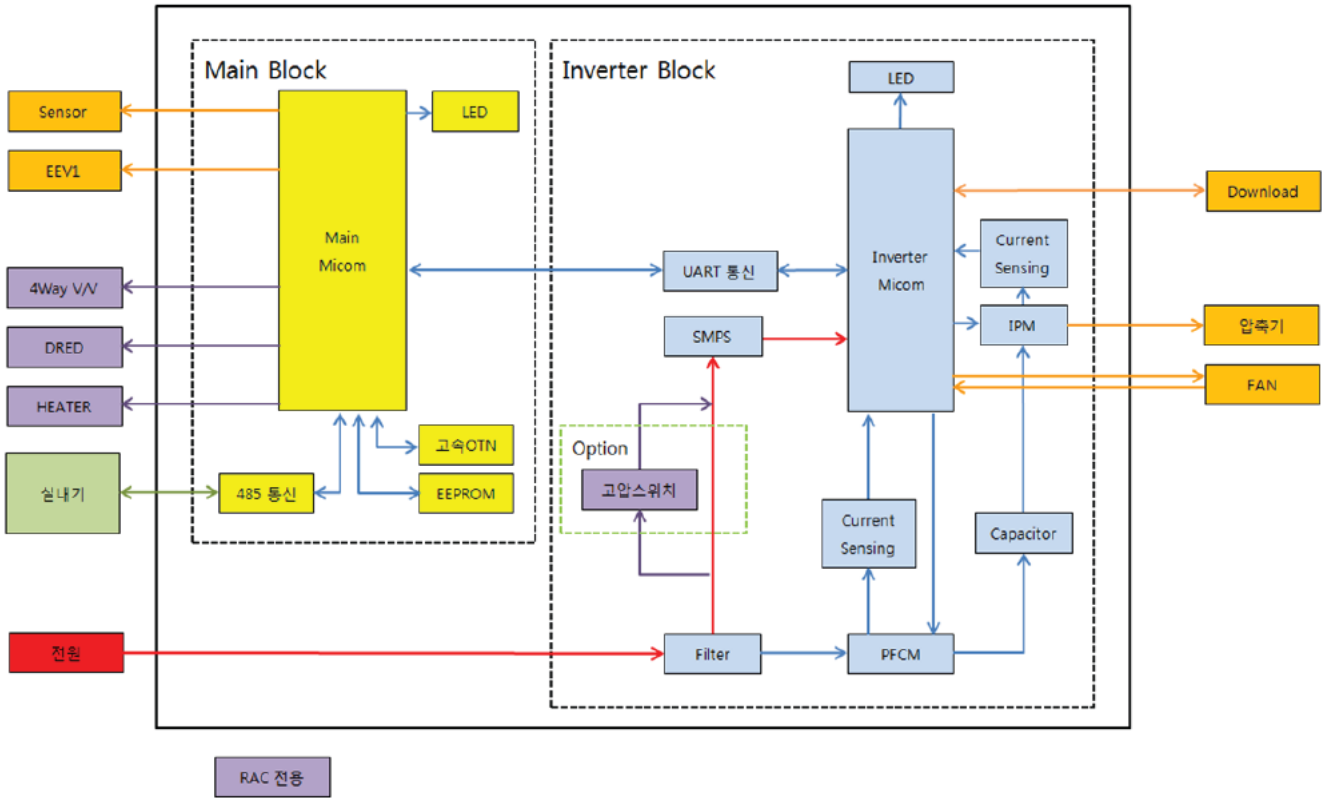 Main Block
Inverter Block
LED
Sensor
LED
EEV1
Download
Main
Micom
Current
Sensing
UART 통신
Inverter
Micom
4Way V/V
SMPS
IPM
압축기
DRED
FAN
HEATER
고속OTN
Option
실내기
485 통신
EEPROM
고압스위치
Current
Sensing
Capacitor
전원
Filter
PFCM
RAC 전용